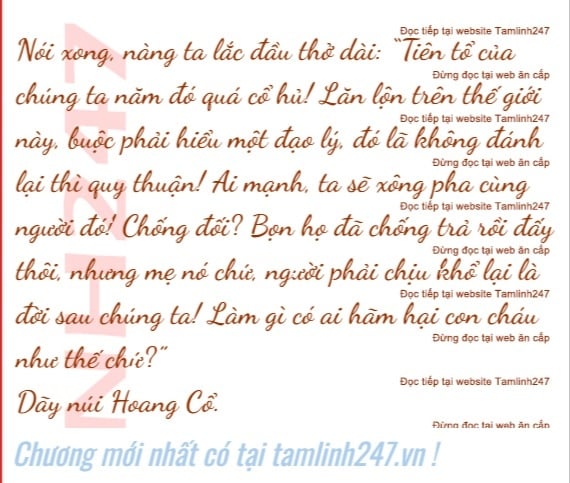 Đọc tiếp tại website Tamlinh247
Nói xong, nàng ta lắc đầu thở dài: “Tiên tổ của
Đừng đọc tại web ăn cắp
chúng ta năm đó quá cổ hủ! Lăn lộn trên thế giới
Đọc tiếp tại website Tamlinh247
này, buộc phải hiểu một đạo lý, đó là không đánh
Đừng đọc tại web ăn cắp
lại thì quy thuận! Ai mạnh, ta sẽ xông pha cùng
Đọc tiếp tại website Tamlinh247
người đó! Chống đối? Bọn họ đã chống trả rồi đấy
Đừng đọc tại web ăn cắp
thôi, nhưng mẹ nó chứ, người phải chịu khổ lại là
Đọc tiếp tại website Tamlinh247
đời sau chúng ta! Làm gì có ai hãm hại con cháu
Đừng đọc tại web ăn cắp
như thế chứ?”
Đọc tiếp tại website Tamlinh247
Dãy núi Hoang Cổ.
Đừng đọc tại web ăn cắp
NH247
Chương mới nhất có tại tamlinh247.vn !